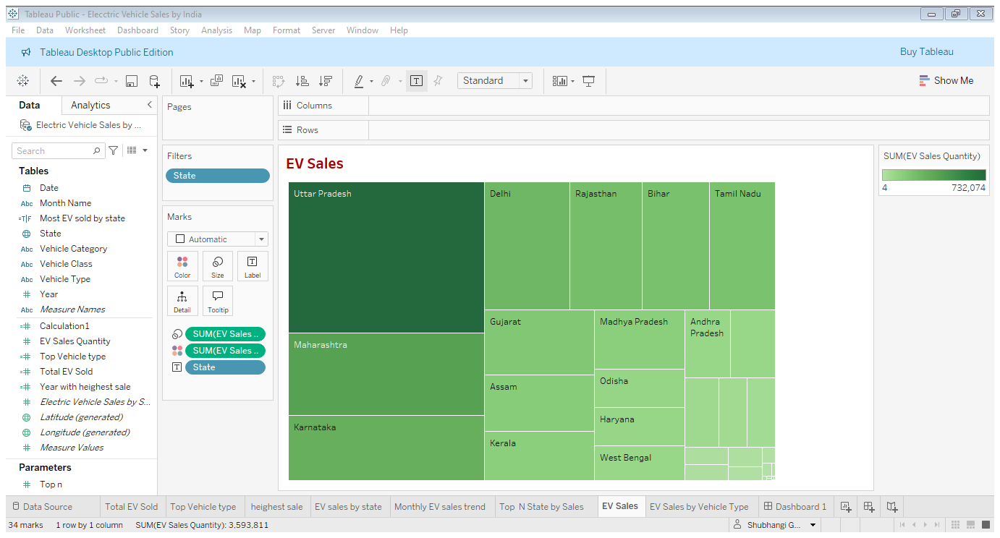 Tableau Public - Elecctric Vehicle Sales by India
File Data Worksheet Dashboard Story Analysis Map Format Server Window Help
Tableau Desktop Public Edition
Buy Tableau
Standard
Show Me
Data Analytics
Electric Vehicle Sales by ...
Search
Tables
Date
Abc Month Name
=T|F Most EV sold by state
State
Abc Vehicle Category
Abc Vehicle Class
Abc Vehicle Type
Year
Abc Measure Names
Calculation1
EV Sales Quantity
Top Vehicle type
Total EV Sold
Year with heighest sale
Electric Vehicle Sales by S...
Latitude (generated)
Longitude (generated)
Measure Values
Parameters
Top n
Pages
Filters
State
Marks
Automatic
Color Size Label
Detail Tooltip
SUM(EV Sales ..
SUM(EV Sales ..
State
Columns
Rows
EV Sales
Uttar Pradesh
Maharashtra
Karnataka
Delhi
Rajasthan
Bihar
Tamil Nadu
Gujarat
Assam
Kerala
Madhya Pradesh
Odisha
Haryana
West Bengal
Andhra
Pradesh
SUM(EV Sales Quantity)
4 732,074
Data Source Total EV Sold Top Vehicle type heighest sale EV sales by state Monthly EV sales trend Top N State by Sales EV Sales EV Sales by Vehicle Type Dashboard 1
34 marks 1 row by 1 column SUM(EV Sales Quantity): 3,593,811 Shubhangi G...